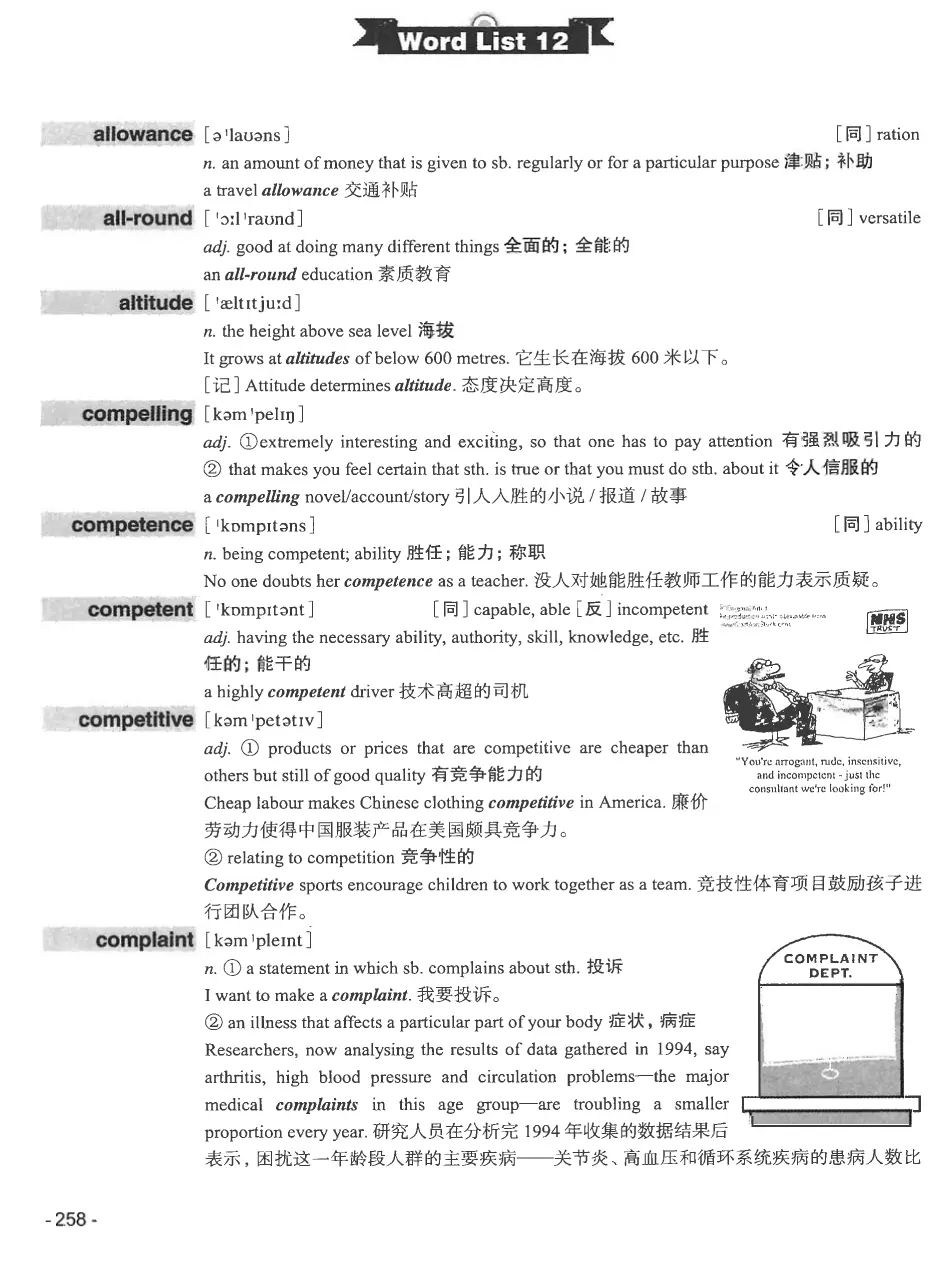 Word List 12
allowance [ə ˈlaʊəns] [同] ration
n. an amount of money that is given to sb. regularly or for a particular purpose 津贴；补助
a travel allowance 交通补贴
all-round [ ˈɔːl ˈraʊnd] [同] versatile
adj. good at doing many different things 全面的；全能的
an all-round education 素质教育
altitude [ ˈæltɪtjuːd]
n. the height above sea level 海拔
It grows at altitudes of below 600 metres. 它生长在海拔 600 米以下。
[记] Attitude determines altitude. 态度决定高度。
compelling [kəm ˈpelɪŋ]
adj. ①extremely interesting and exciting, so that one has to pay attention 有强烈吸引力的
② that makes you feel certain that sth. is true or that you must do sth. about it 令人信服的
a compelling novel/account/story 引人入胜的小说 / 报道 / 故事
competence [ ˈkɒmpɪtəns] [同] ability
n. being competent; ability 胜任；能力；称职
No one doubts her competence as a teacher. 没人对她能胜任教师工作的能力表示质疑。
competent [ ˈkɒmpɪtənt] [同] capable, able [反] incompetent
adj. having the necessary ability, authority, skill, knowledge, etc. 胜
任的；能干的
a highly competent driver 技术高超的司机
NHS
TRUST
"You're arrogant, rude, insensitive,
and incompetent - just the
consultant we're looking for!"
competitive [kəm ˈpetətɪv]
adj. ① products or prices that are competitive are cheaper than
others but still of good quality 有竞争能力的
Cheap labour makes Chinese clothing competitive in America. 廉价
劳动力使得中国服装产品在美国颇具竞争力。
② relating to competition 竞争性的
Competitive sports encourage children to work together as a team. 竞技性体育项目鼓励孩子进
行团队合作。
complaint [kəm ˈpleɪnt]
n. ① a statement in which sb. complains about sth. 投诉
I want to make a complaint. 我要投诉。
② an illness that affects a particular part of your body 症状，病症
Researchers, now analysing the results of data gathered in 1994, say
arthritis, high blood pressure and circulation problems—the major
medical complaints in this age group—are troubling a smaller
proportion every year. 研究人员在分析完 1994 年收集的数据结果后
表示，困扰这一年龄段人群的主要疾病——关节炎、高血压和循环系统疾病的患病人数比
COMPLAINT
DEPT.
- 258 -